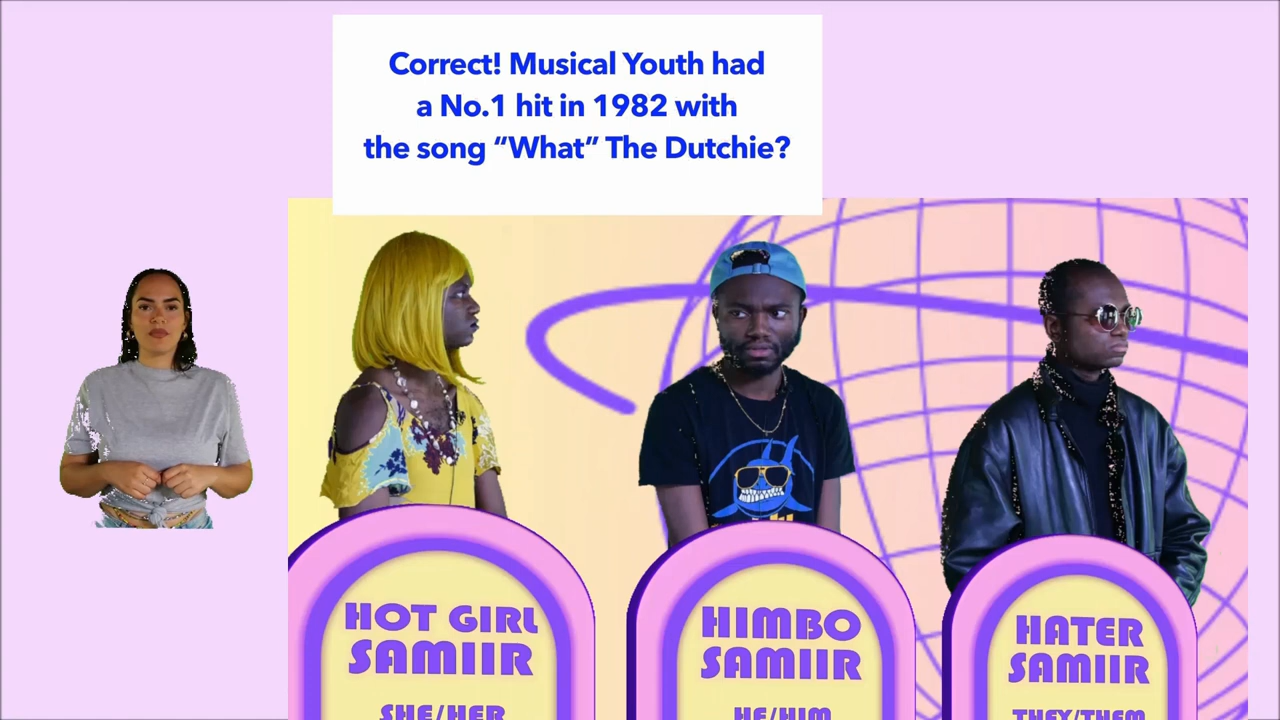 Correct! Musical Youth had
a No.1 hit in 1982 with
the song “What” The Dutchie?
HOT GIRL
SAMIIR
SHE/HER
HIMBO
SAMIIR
HE/HIM
HATER
SAMIIR
THEY/THEM